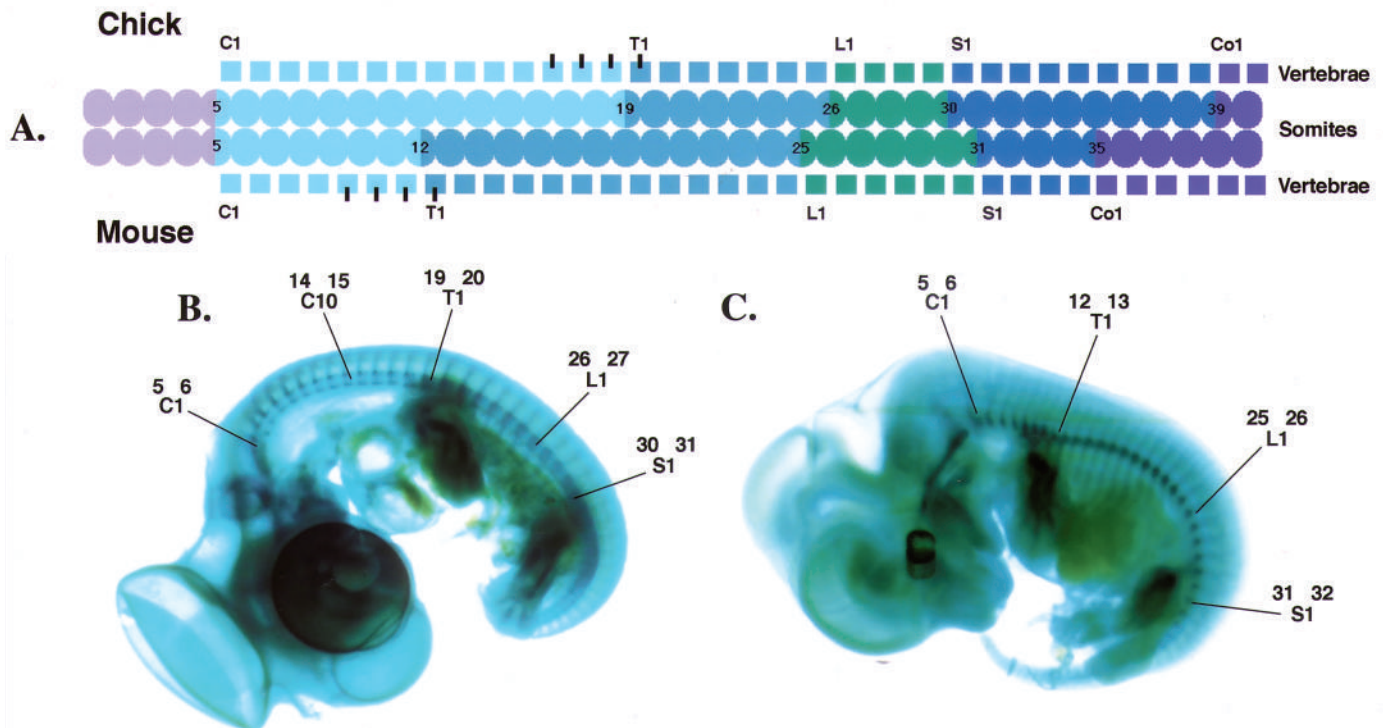 Chick
C1 T1 L1 S1 Co1
Vertebrae
5 19 26 30 39
A.
Somites
5 12 25 31 35
Vertebrae
C1 T1 L1 S1 Co1
Mouse
B.
14 15
C10
19 20
T1
26 27
L1
5 6
C1
30 31
S1
C.
5 6
C1
12 13
T1
25 26
L1
31 32
S1